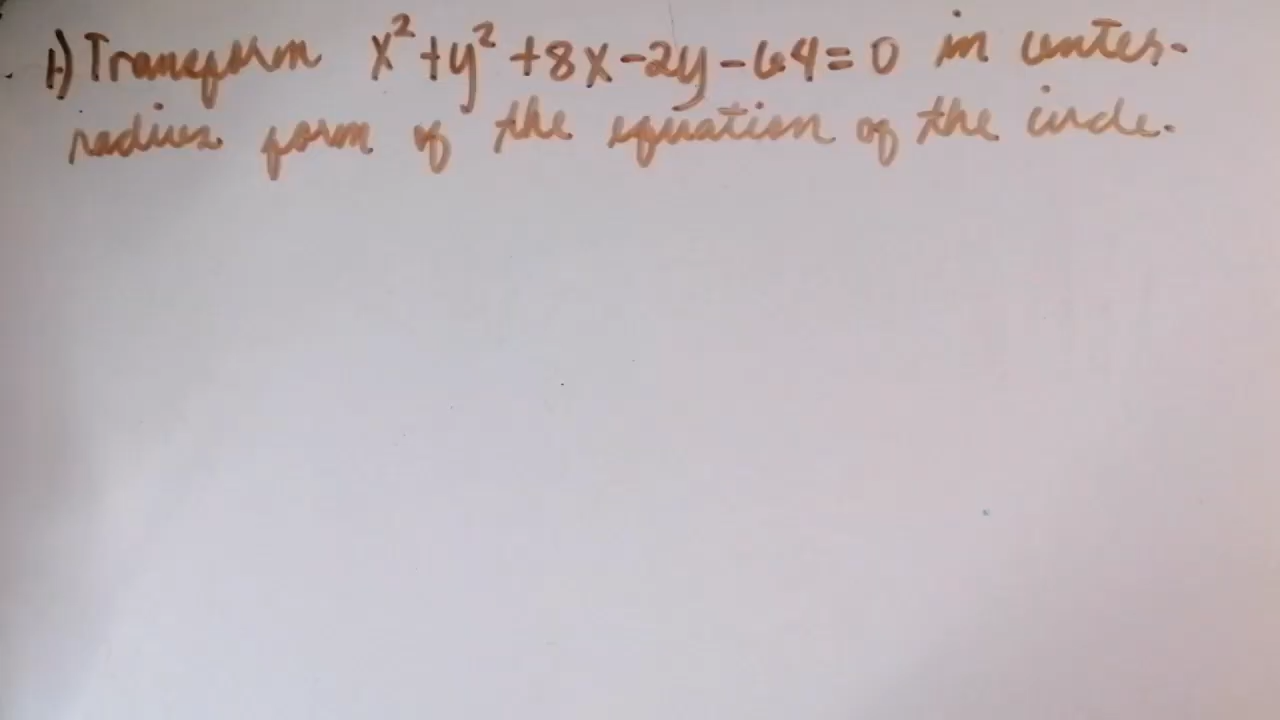 1.) Transform x² + y² + 8x - 2y - 64 = 0 in center-
radius form of the equation of the circle.